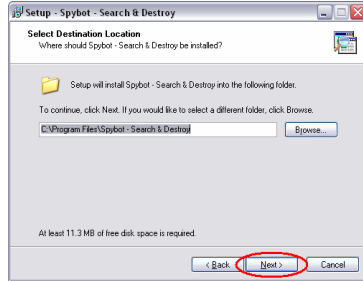 Setup - Spybot - Search & Destroy
Select Destination Location
Where should Spybot - Search & Destroy be installed?
Setup will install Spybot - Search & Destroy into the following folder.
To continue, click Next. If you would like to select a different folder, click Browse.
C:\Program Files\Spybot - Search & Destroy
Browse...
At least 11.3 MB of free disk space is required.
< Back
Next >
Cancel